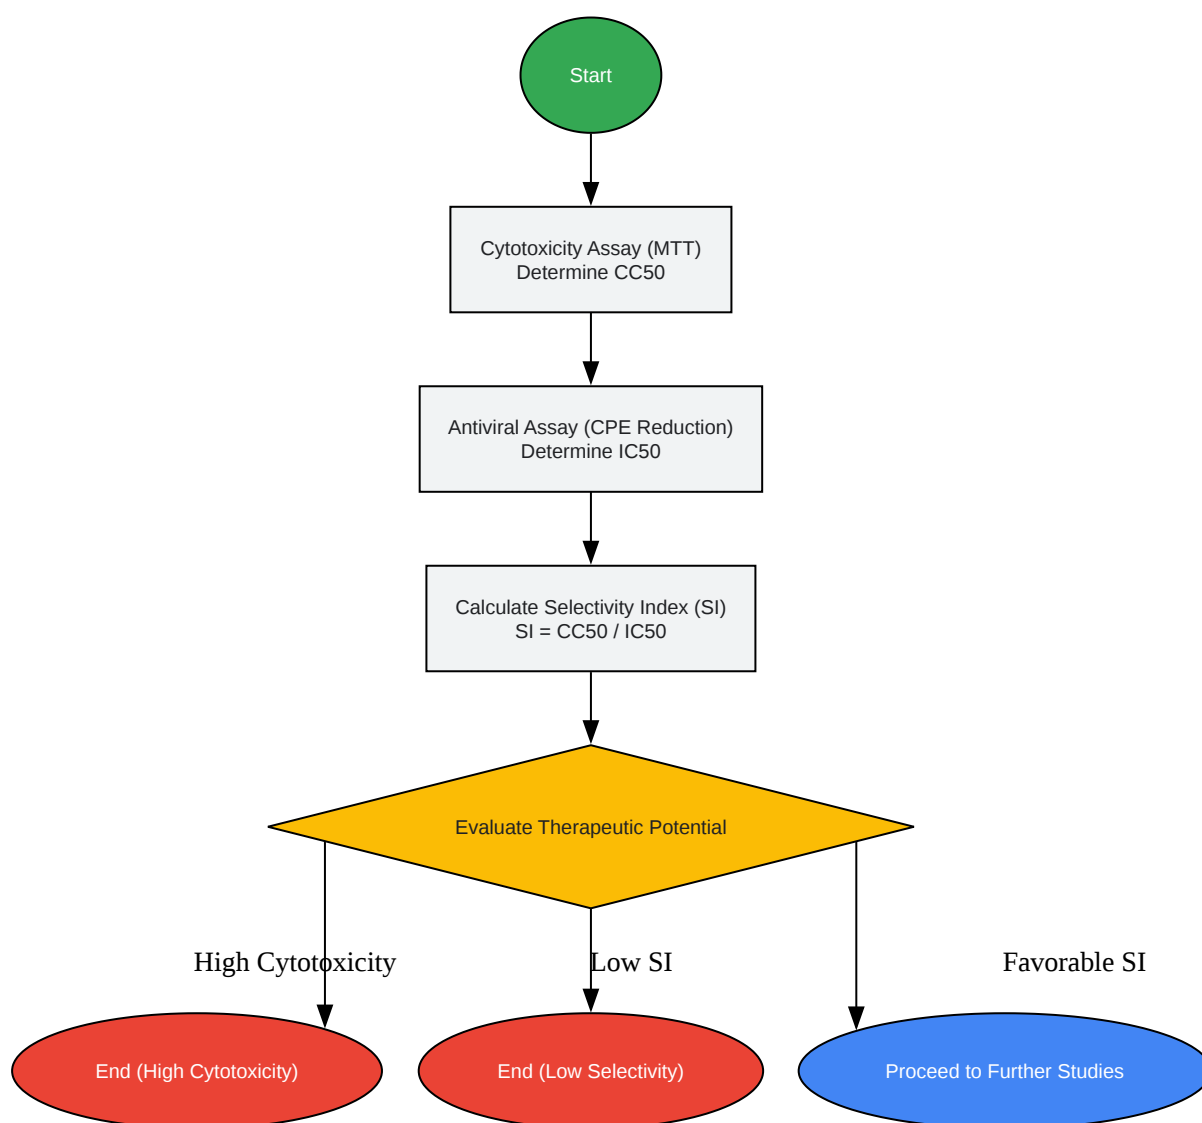 Start
Cytotoxicity Assay (MTT)
Determine CC50
Antiviral Assay (CPE Reduction)
Determine IC50
Calculate Selectivity Index (SI)
SI = CC50 / IC50
Evaluate Therapeutic Potential
High Cytotoxicity
Low SI
Favorable SI
End (High Cytotoxicity)
End (Low Selectivity)
Proceed to Further Studies